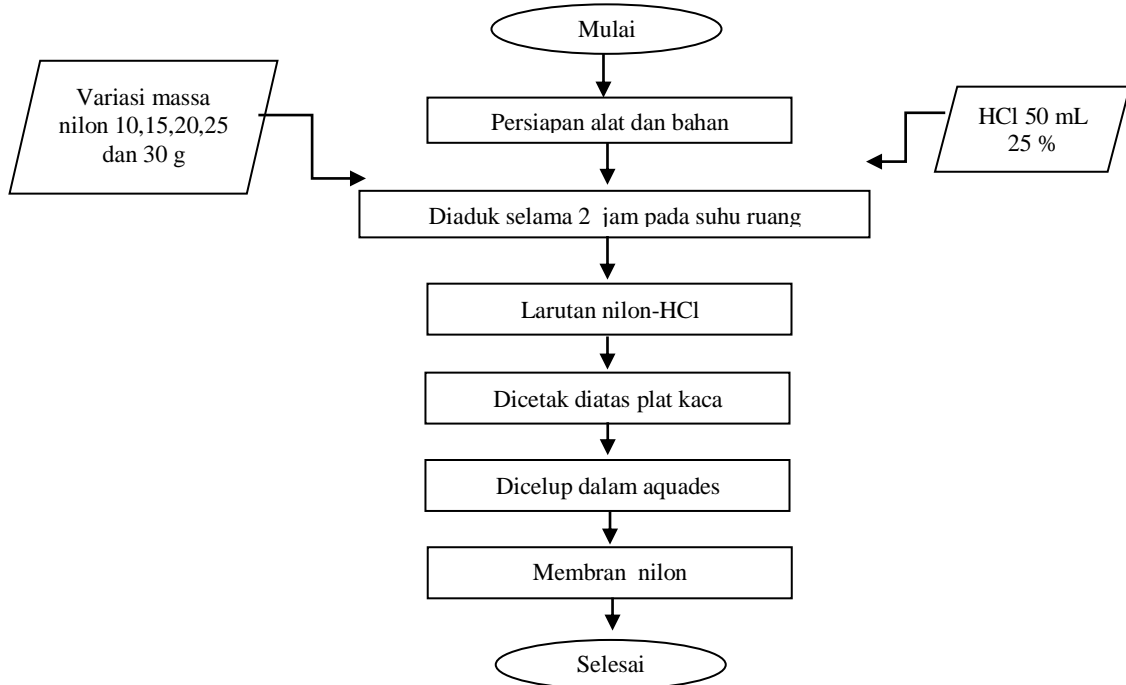 Mulai
Variasi massa
nilon 10,15,20,25
dan 30 g
Persiapan alat dan bahan
HCl 50 mL
25 %
Diaduk selama 2 jam pada suhu ruang
Larutan nilon-HCl
Dicetak diatas plat kaca
Dicelup dalam aquades
Membran nilon
Selesai